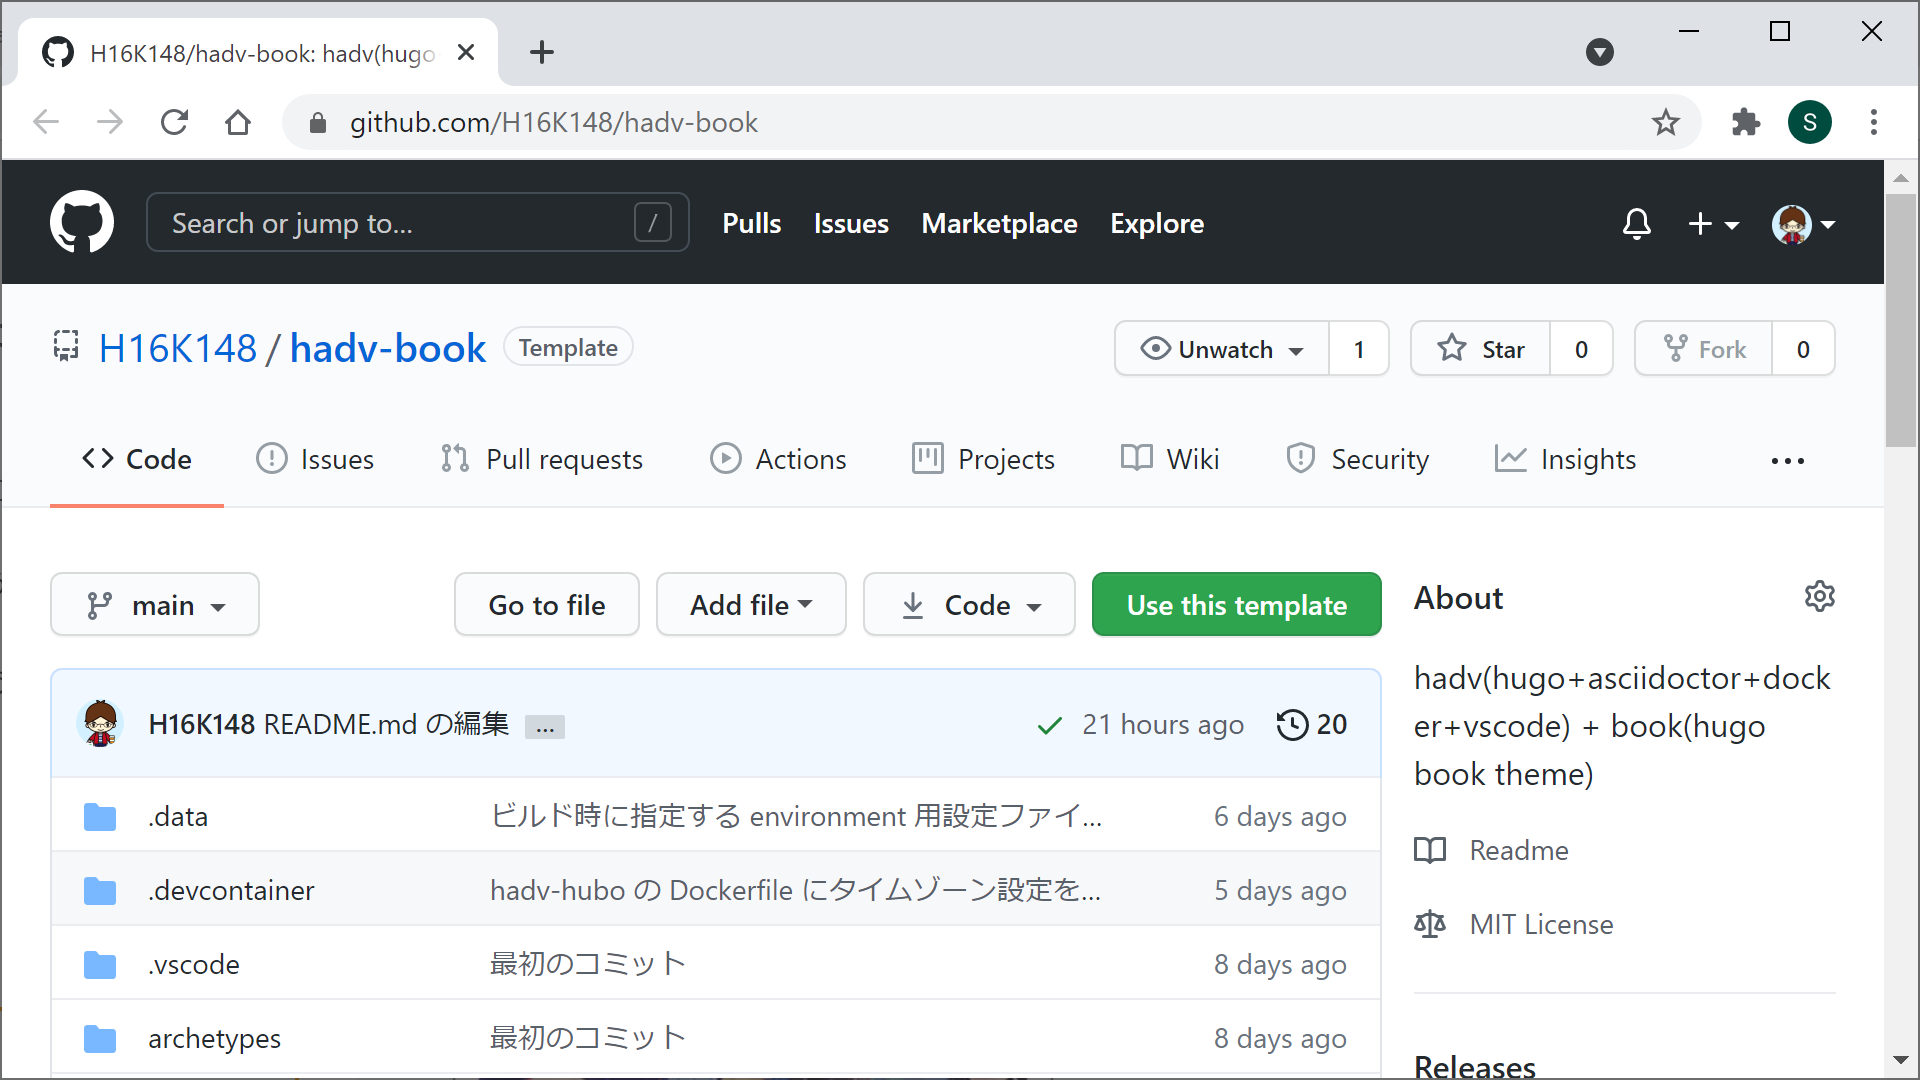 H16K148/hadv-book: hadv(hugo
github.com/H16K148/hadv-book
S
Search or jump to... /
Pulls Issues Marketplace Explore
H16K148 / hadv-book Template
Unwatch 1 Star 0 Fork 0
Code Issues Pull requests Actions Projects Wiki Security Insights ...
main Go to file Add file Code Use this template
H16K148 README.md の編集 ... 21 hours ago 20
.data ビルド時に指定する environment 用設定ファイ... 6 days ago
.devcontainer hadv-hubo の Dockerfile にタイムゾーン設定を... 5 days ago
.vscode 最初のコミット 8 days ago
archetypes 最初のコミット 8 days ago
About
hadv(hugo+asciidoctor+dock
er+vscode) + book(hugo
book theme)
Readme
MIT License
Releases